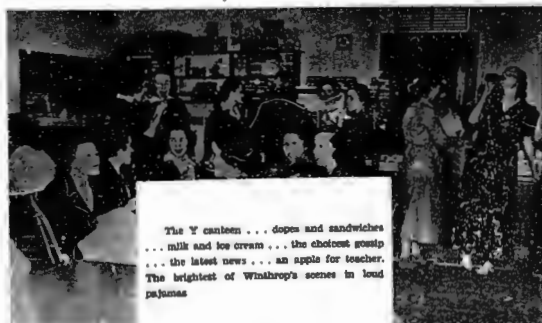 The Y canteen . . . dopes and sandwiches
. . . milk and ice cream . . . the choicest gossip
. . . the latest news . . . an apple for teacher.
The brightest of Winthrop's scenes in loud
pajamas